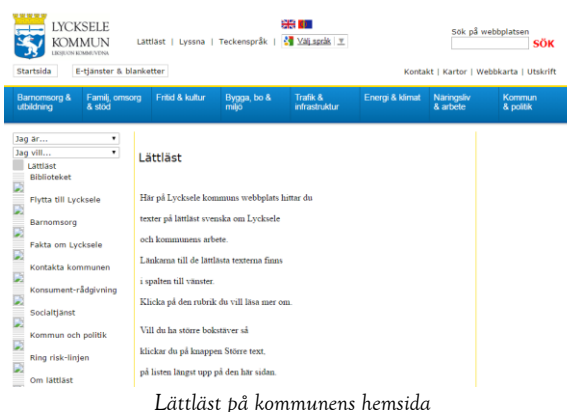 LYCKSELE
KOMMUN
LIKSJUON KOMMUVDNA
Lättläst | Lyssna | Teckenspråk | Välj språk
Sök på webbplatsen
SÖK
Startsida
E-tjänster & blanketter
Kontakt | Kartor | Webbkarta | Utskrift
Barnomsorg & utbildning
Familj, omsorg & stöd
Fritid & kultur
Bygga, bo & miljö
Trafik & infrastruktur
Energi & klimat
Näringsliv & arbete
Kommun & politik
Jag är...
Jag vill...
Lättläst
Biblioteket
Flytta till Lycksele
Barnomsorg
Fakta om Lycksele
Kontakta kommunen
Konsument-rådgivning
Socialtjänst
Kommun och politik
Ring risk-linjen
Om lättläst
Lättläst
Här på Lycksele kommuns webbplats hittar du
texter på lättläst svenska om Lycksele
och kommunens arbete.
Länkarna till de lättlästa texterna finns
i spalten till vänster.
Klicka på den rubrik du vill läsa mer om.
Vill du ha större bokstäver så
klickar du på knappen Större text,
på listen längst upp på den här sidan.
Lättläst på kommunens hemsida